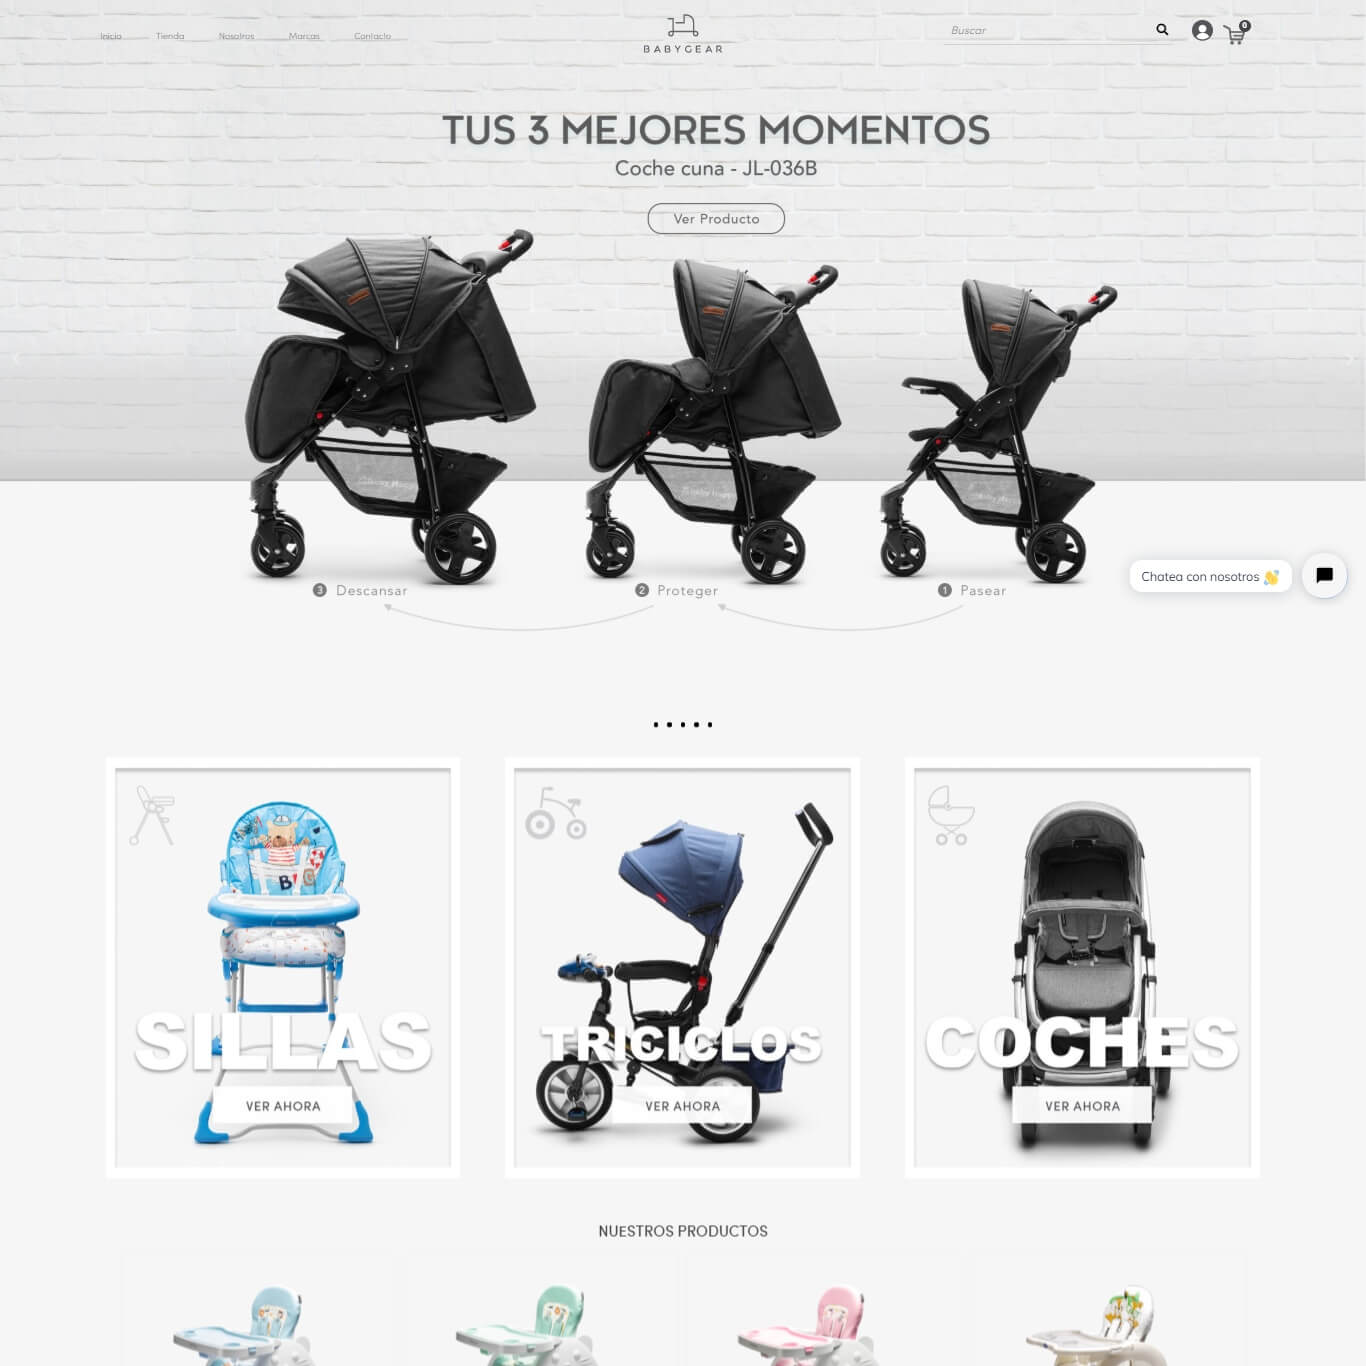 Inicio
Tienda
Nosotros
Marcas
Contacto
BABYGEAR
Buscar
0
TUS 3 MEJORES MOMENTOS
Coche cuna - JL-036B
Ver Producto
3 Descansar
2 Proteger
1 Pasear
Chatea con nosotros 👋
SILLAS
VER AHORA
TRICICLOS
VER AHORA
COCHES
VER AHORA
NUESTROS PRODUCTOS